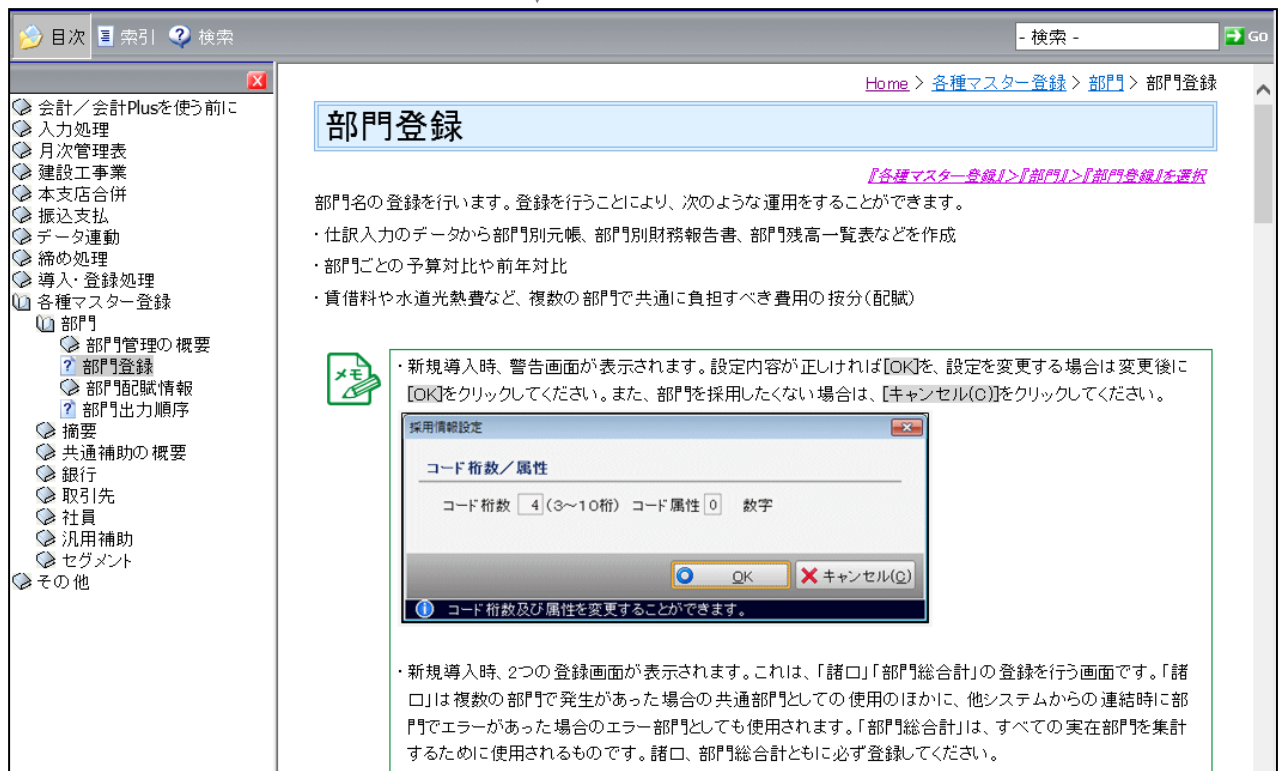 目次 索引 検索
- 検索 -
GO
会計／会計Plusを使う前に
入力処理
月次管理表
建設工事業
本支店合併
振込支払
データ連動
締め処理
導入・登録処理
各種マスター登録
部門
部門管理の概要
部門登録
部門配賦情報
部門出力順序
摘要
共通補助の概要
銀行
取引先
社員
汎用補助
セグメント
その他
Home > 各種マスター登録 > 部門 > 部門登録
部門登録
『各種マスター登録』>『部門』>『部門登録』を選択
部門名の登録を行います。登録を行うことにより、次のような運用をすることができます。
・仕訳入力のデータから部門別元帳、部門別財務報告書、部門残高一覧表などを作成
・部門ごとの予算対比や前年対比
・賃借料や水道光熱費など、複数の部門で共通に負担すべき費用の按分（配賦）
メモ
・新規導入時、警告画面が表示されます。設定内容が正しければ[OK]を、設定を変更する場合は変更後に
[OK]をクリックしてください。また、部門を採用したくない場合は、[キャンセル(C)]をクリックしてください。
採用情報設定
コード桁数／属性
コード桁数 4 (3～10桁) コード属性 0 数字
OK キャンセル(C)
コード桁数及び属性を変更することができます。
・新規導入時、2つの登録画面が表示されます。これは、「諸口」「部門総合計」の登録を行う画面です。「諸
口」は複数の部門で発生があった場合の共通部門としての使用のほかに、他システムからの連結時に部
門でエラーがあった場合のエラー部門としても使用されます。「部門総合計」は、すべての実在部門を集計
するために使用されるものです。諸口、部門総合計ともに必ず登録してください。